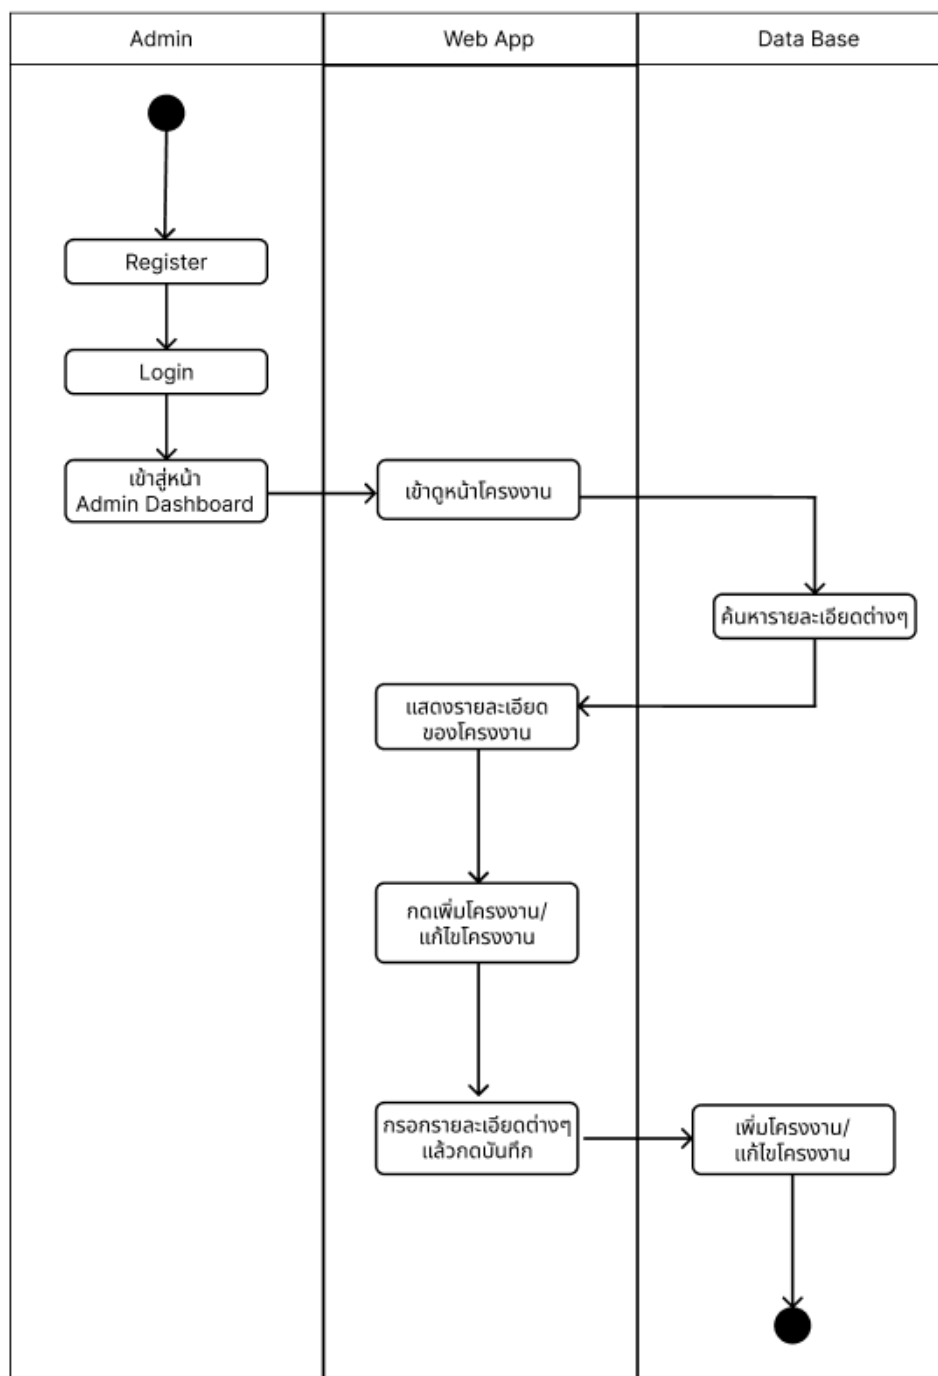 Admin
Web App
Data Base
Register
Login
เข้าสู่หน้า
Admin Dashboard
เข้าดูหน้าโครงงาน
ค้นหารายละเอียดต่างๆ
แสดงรายละเอียด
ของโครงงาน
กดเพิ่มโครงงาน/
แก้ไขโครงงาน
กรอกรายละเอียดต่างๆ
แล้วกดบันทึก
เพิ่มโครงงาน/
แก้ไขโครงงาน